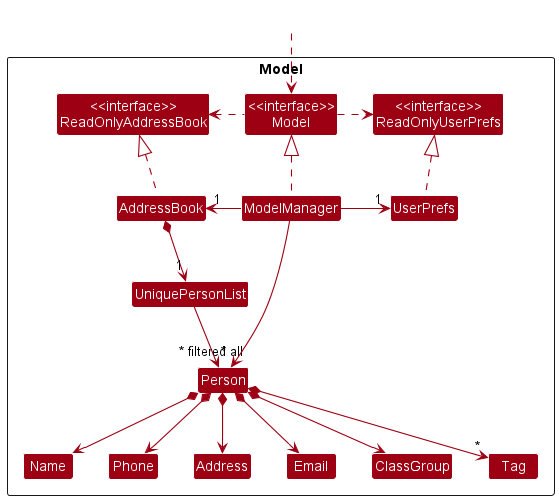 Model
<<interface>>
ReadOnlyAddressBook
<<interface>>
Model
<<interface>>
ReadOnlyUserPrefs
AddressBook
1
ModelManager
1
UserPrefs
1
UniquePersonList
* filtered
* all
Person
Name
Phone
Address
Email
ClassGroup
*
Tag